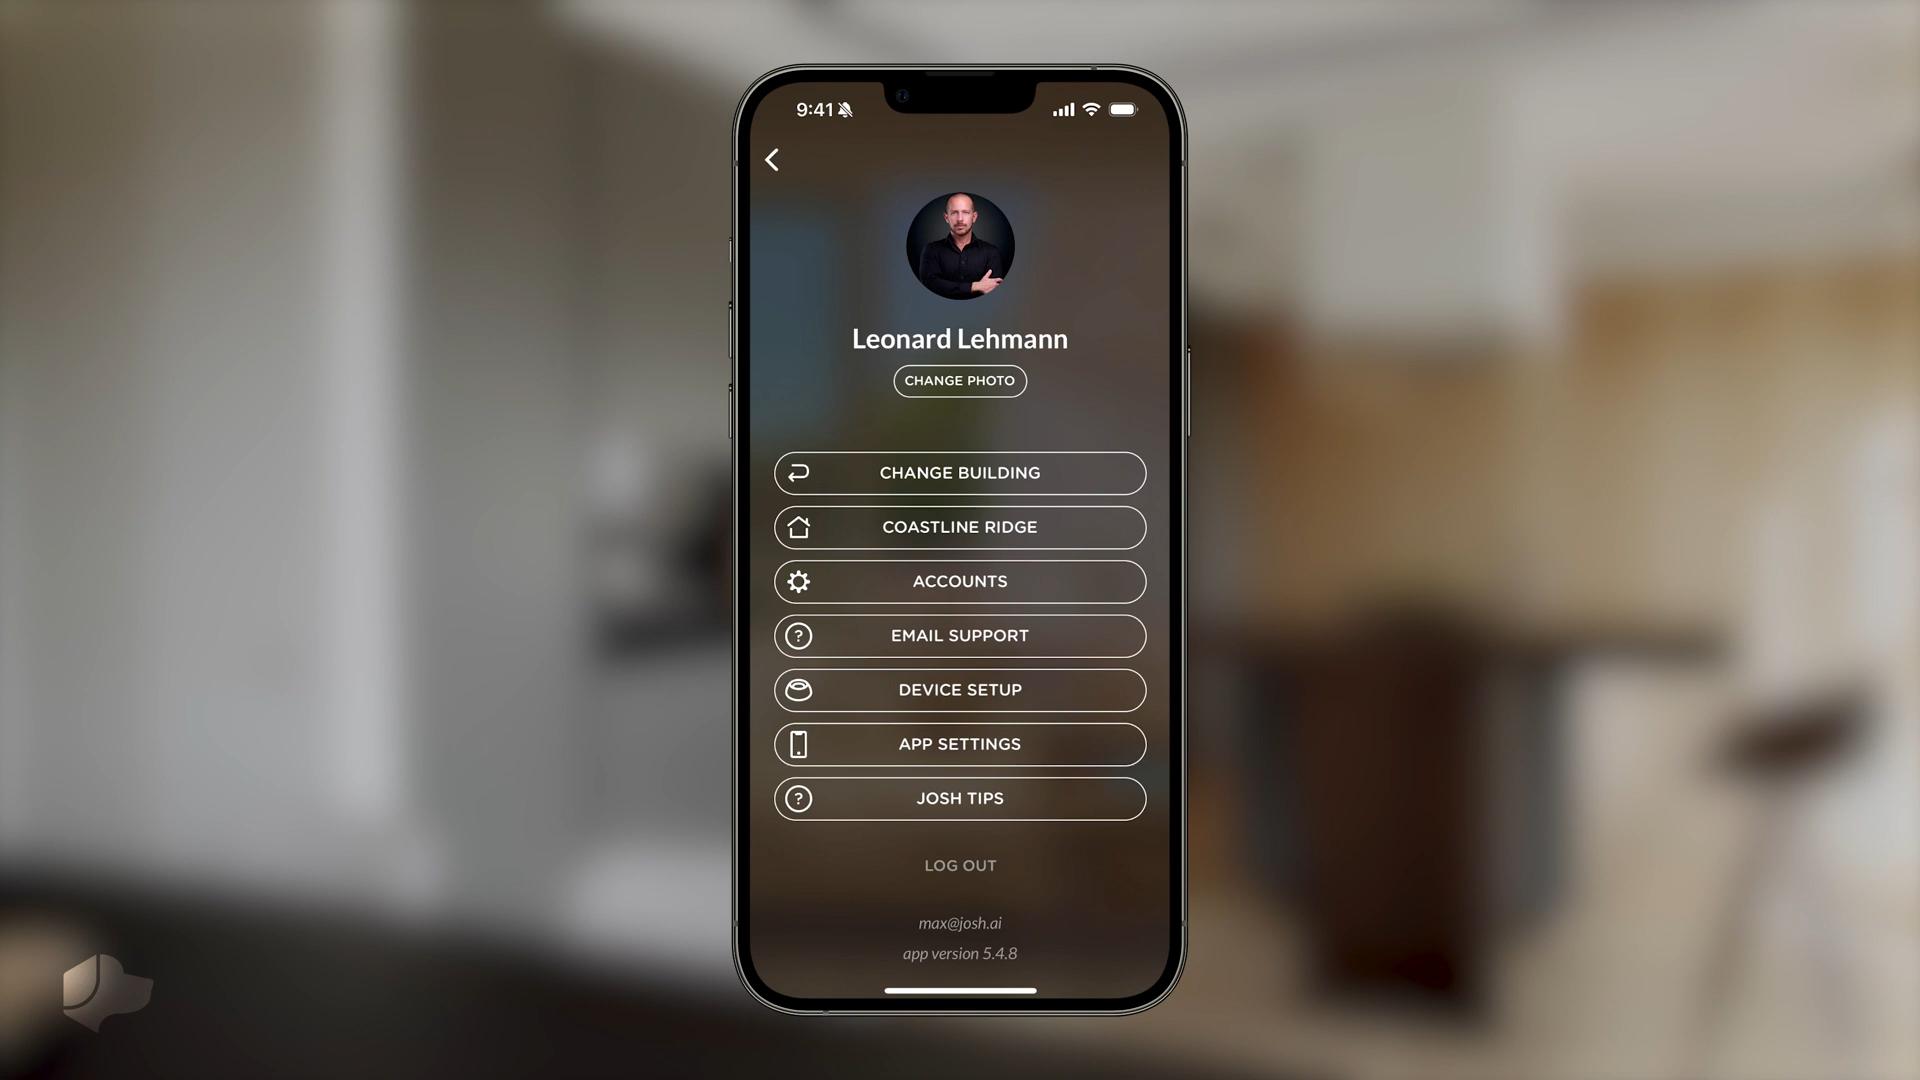 9:41
Leonard Lehmann
CHANGE PHOTO
CHANGE BUILDING
COASTLINE RIDGE
ACCOUNTS
? EMAIL SUPPORT
DEVICE SETUP
APP SETTINGS
? JOSH TIPS
LOG OUT
max@josh.ai
app version 5.4.8